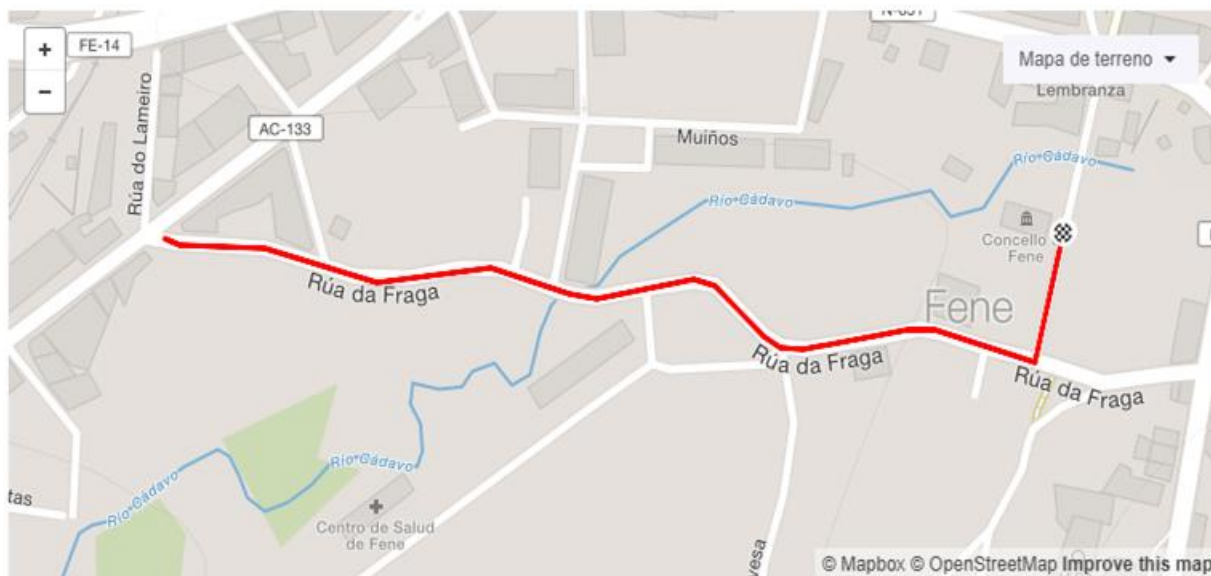 +
−
FE-14
N-651
Mapa de terreno
Lembranza
Rúa do Lameiro
AC-133
Muiños
Río Cádavo
Río Cádavo
Concello
Fene
Rúa da Fraga
Fene
Rúa da Fraga
Rúa da Fraga
Río Cádavo
Río Cádavo
tas
Centro de Salud
de Fene
vesa
© Mapbox © OpenStreetMap Improve this map